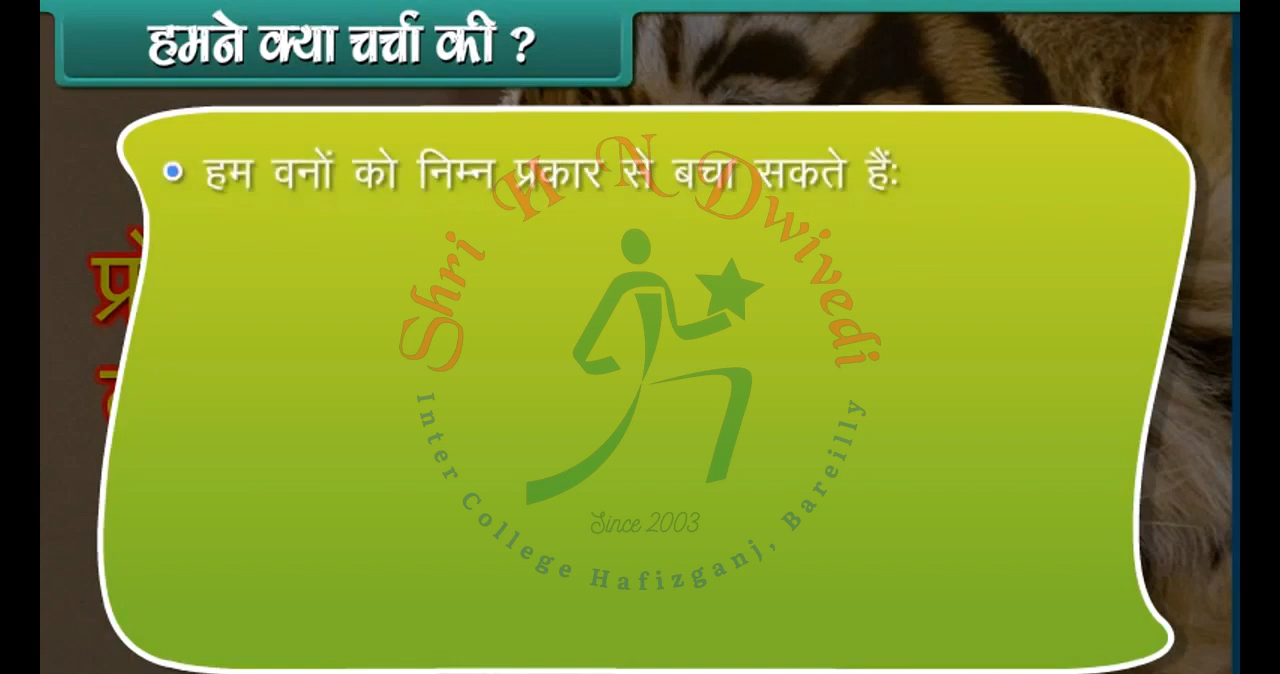 हमने क्या चर्चा की ?
हम वनों को निम्न प्रकार से बचा सकते हैं:
Shri H N Dwivedi
Since 2003
Inter College Hafizganj, Bareilly